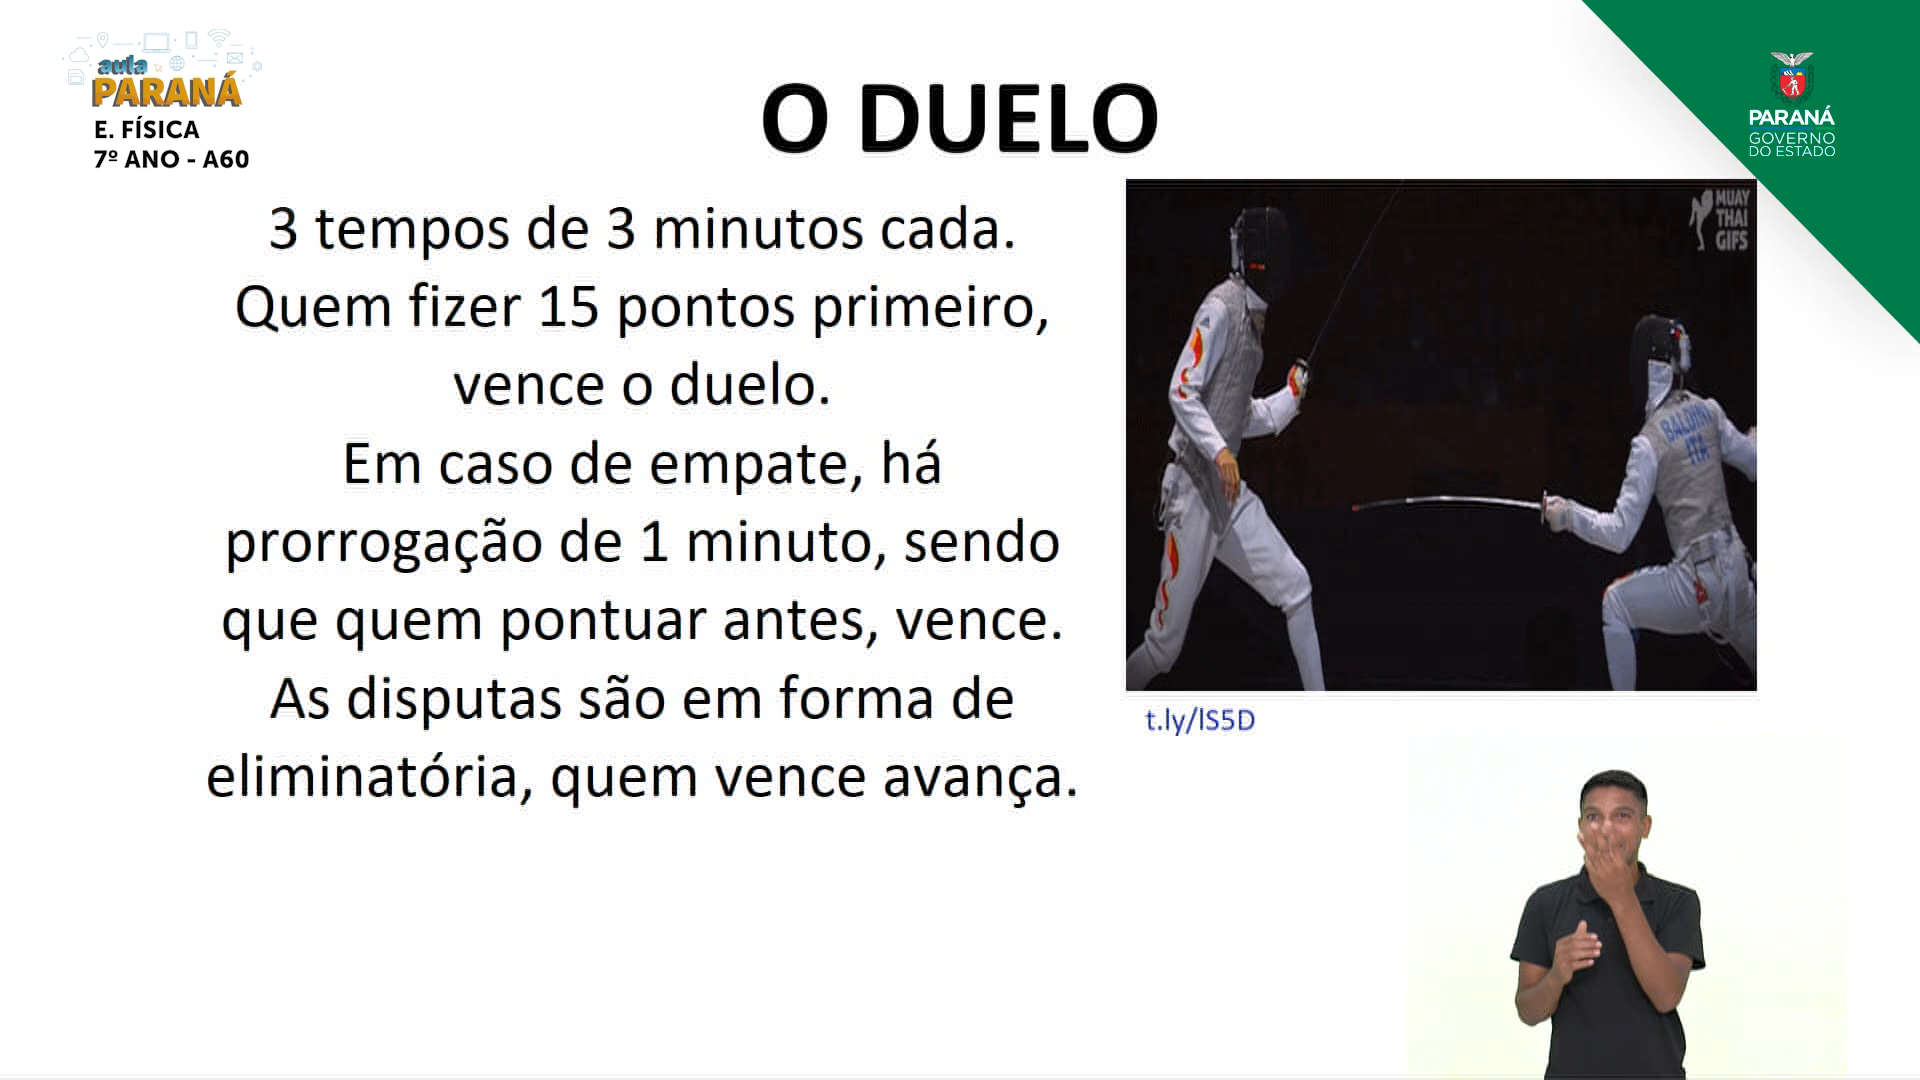 aula
PARANÁ
E. FÍSICA
7º ANO - A60
O DUELO
PARANÁ
GOVERNO
DO ESTADO
3 tempos de 3 minutos cada.
Quem fizer 15 pontos primeiro,
vence o duelo.
Em caso de empate, há
prorrogação de 1 minuto, sendo
que quem pontuar antes, vence.
As disputas são em forma de
eliminatória, quem vence avança.
MUAY
THAI
GIFS
BALDINI
ITA
t.ly/lS5D